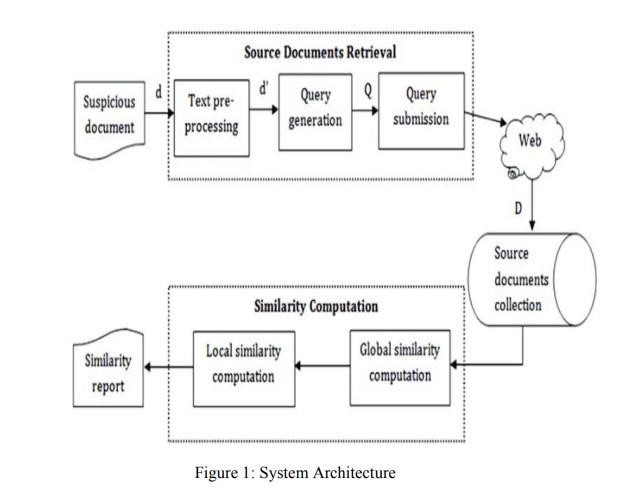 Source Documents Retrieval
Suspicious
document
d
Text pre-
processing
d'
Query
generation
Q
Query
submission
Web
D
Source
documents
collection
Similarity Computation
Global similarity
computation
Local similarity
computation
Similarity
report
Figure 1: System Architecture